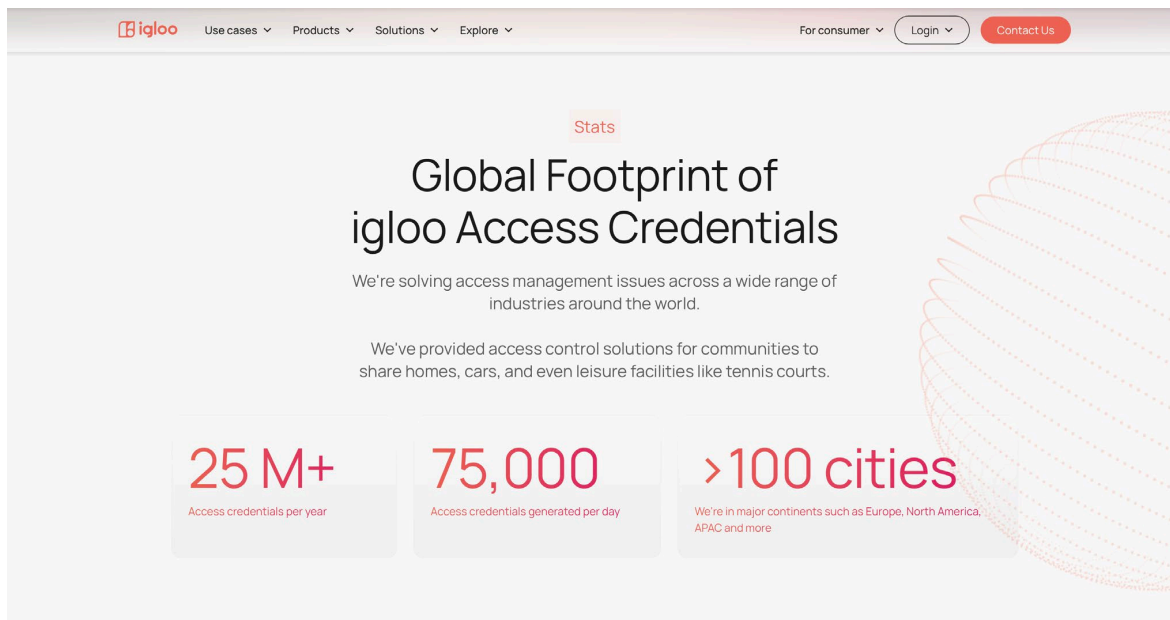 igloo
Use cases
Products
Solutions
Explore
For consumer
Login
Contact Us
Stats
Global Footprint of
igloo Access Credentials
We're solving access management issues across a wide range of
industries around the world.
We've provided access control solutions for communities to
share homes, cars, and even leisure facilities like tennis courts.
25 M+
Access credentials per year
75,000
Access credentials generated per day
>100 cities
We're in major continents such as Europe, North America,
APAC and more